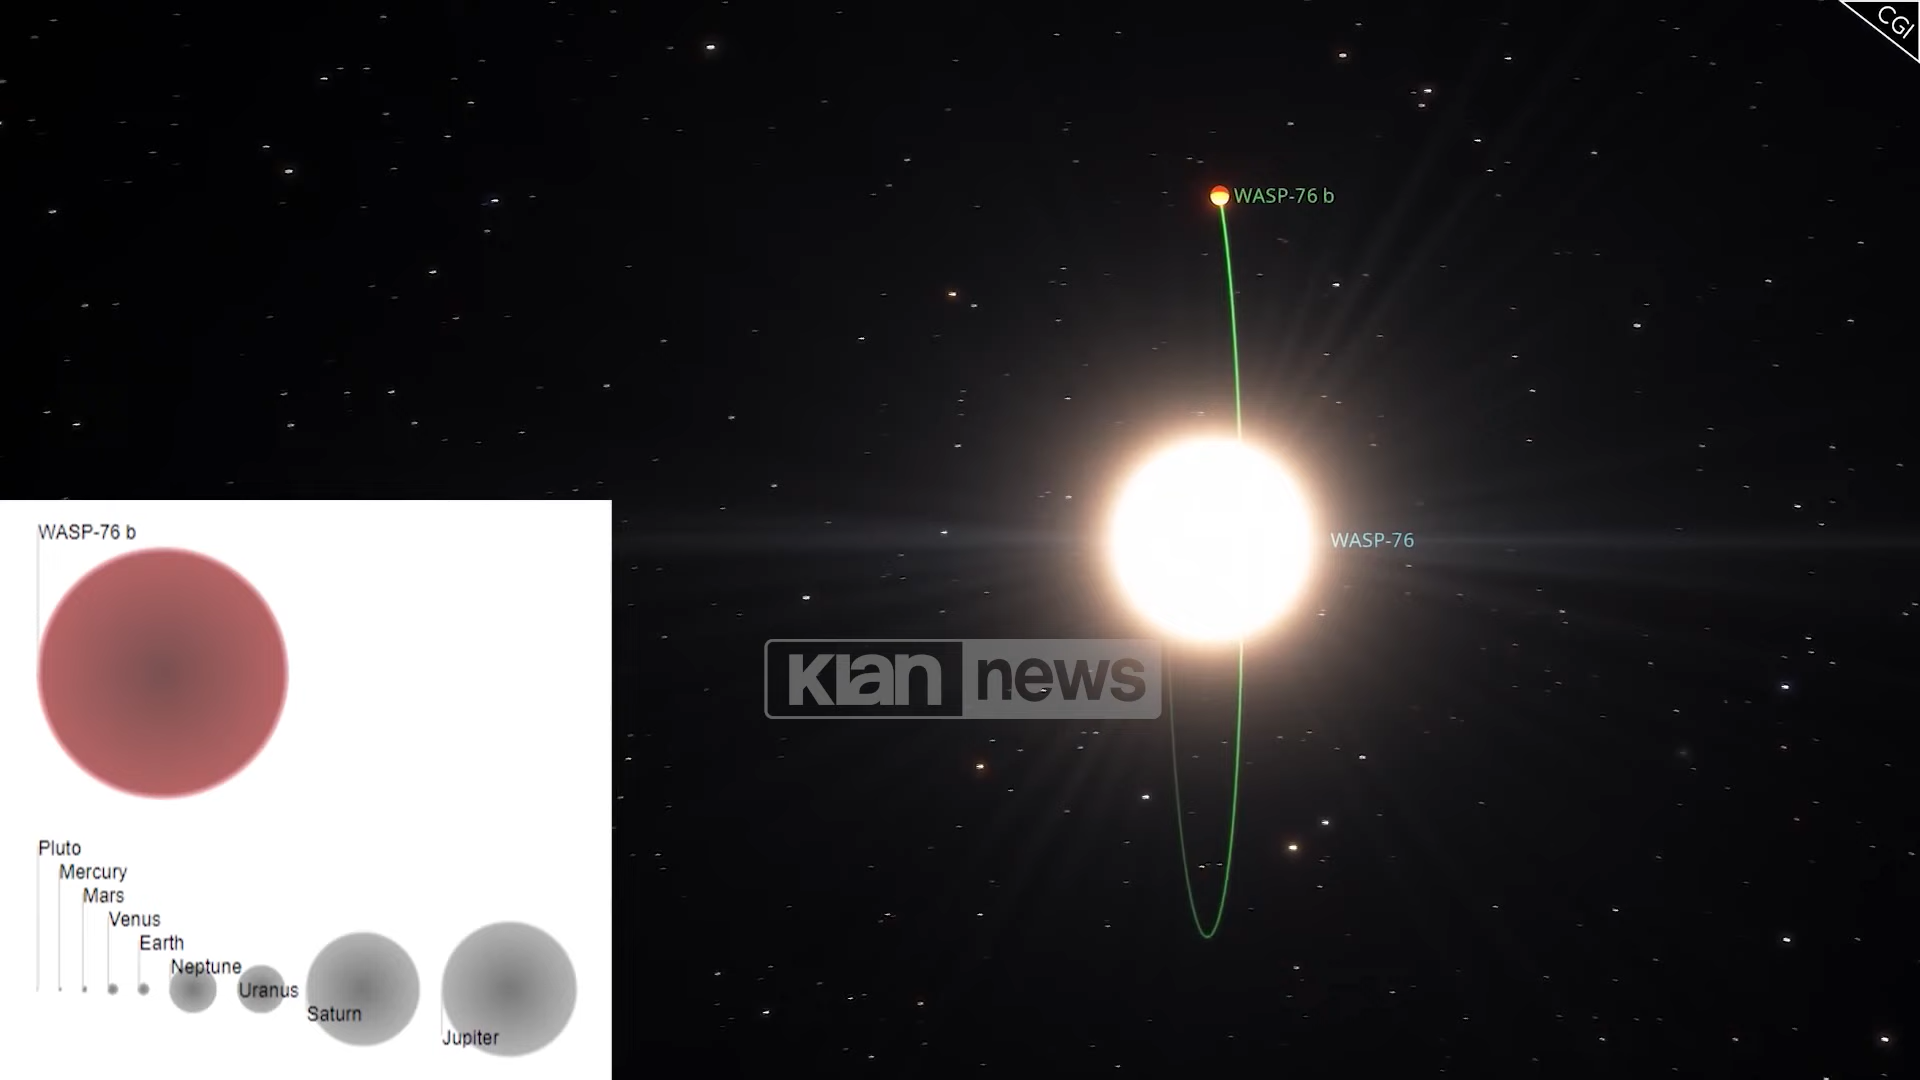 CGI
WASP-76 b
WASP-76
klan news
WASP-76 b
Pluto
Mercury
Mars
Venus
Earth
Neptune
Uranus
Saturn
Jupiter